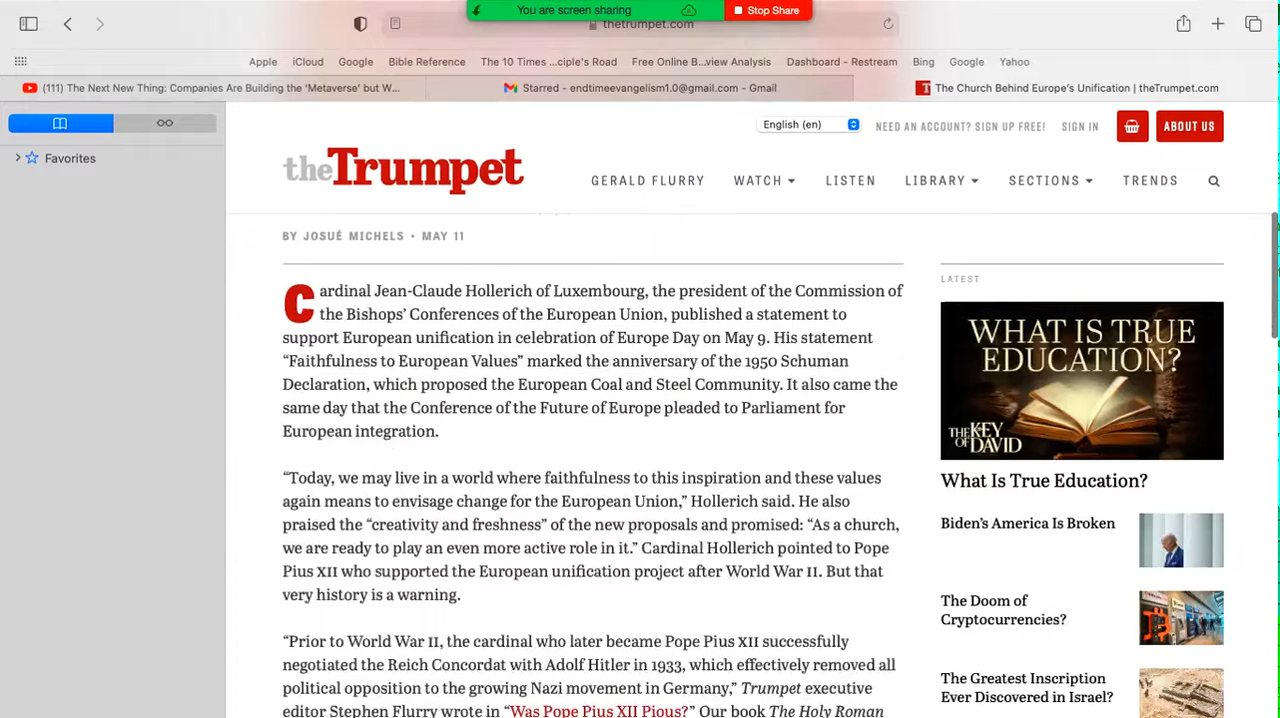 You are screen sharing
Stop Share
thetrumpet.com
Apple iCloud Google Bible Reference The 10 Times ...ciple's Road Free Online B...view Analysis Dashboard - Restream Bing Google Yahoo
(111) The Next New Thing: Companies Are Building the ‘Metaverse’ but W...
Starred - endtimeevangelism1.0@gmail.com - Gmail
The Church Behind Europe's Unification | theTrumpet.com
Favorites
English (en)
NEED AN ACCOUNT? SIGN UP FREE!
SIGN IN
ABOUT US
theTrumpet
GERALD FLURRY WATCH LISTEN LIBRARY SECTIONS TRENDS
BY JOSUÉ MICHELS • MAY 11
Cardinal Jean-Claude Hollerich of Luxembourg, the president of the Commission of
the Bishops’ Conferences of the European Union, published a statement to
support European unification in celebration of Europe Day on May 9. His statement
“Faithfulness to European Values” marked the anniversary of the 1950 Schuman
Declaration, which proposed the European Coal and Steel Community. It also came the
same day that the Conference of the Future of Europe pleaded to Parliament for
European integration.
“Today, we may live in a world where faithfulness to this inspiration and these values
again means to envisage change for the European Union,” Hollerich said. He also
praised the “creativity and freshness” of the new proposals and promised: “As a church,
we are ready to play an even more active role in it.” Cardinal Hollerich pointed to Pope
Pius XII who supported the European unification project after World War II. But that
very history is a warning.
“Prior to World War II, the cardinal who later became Pope Pius XII successfully
negotiated the Reich Concordat with Adolf Hitler in 1933, which effectively removed all
political opposition to the growing Nazi movement in Germany,” Trumpet executive
editor Stephen Flurry wrote in “Was Pope Pius XII Pious?” Our book The Holy Roman
LATEST
WHAT IS TRUE
EDUCATION?
THE KEY
OF DAVID
What Is True Education?
Biden’s America Is Broken
The Doom of
Cryptocurrencies?
The Greatest Inscription
Ever Discovered in Israel?